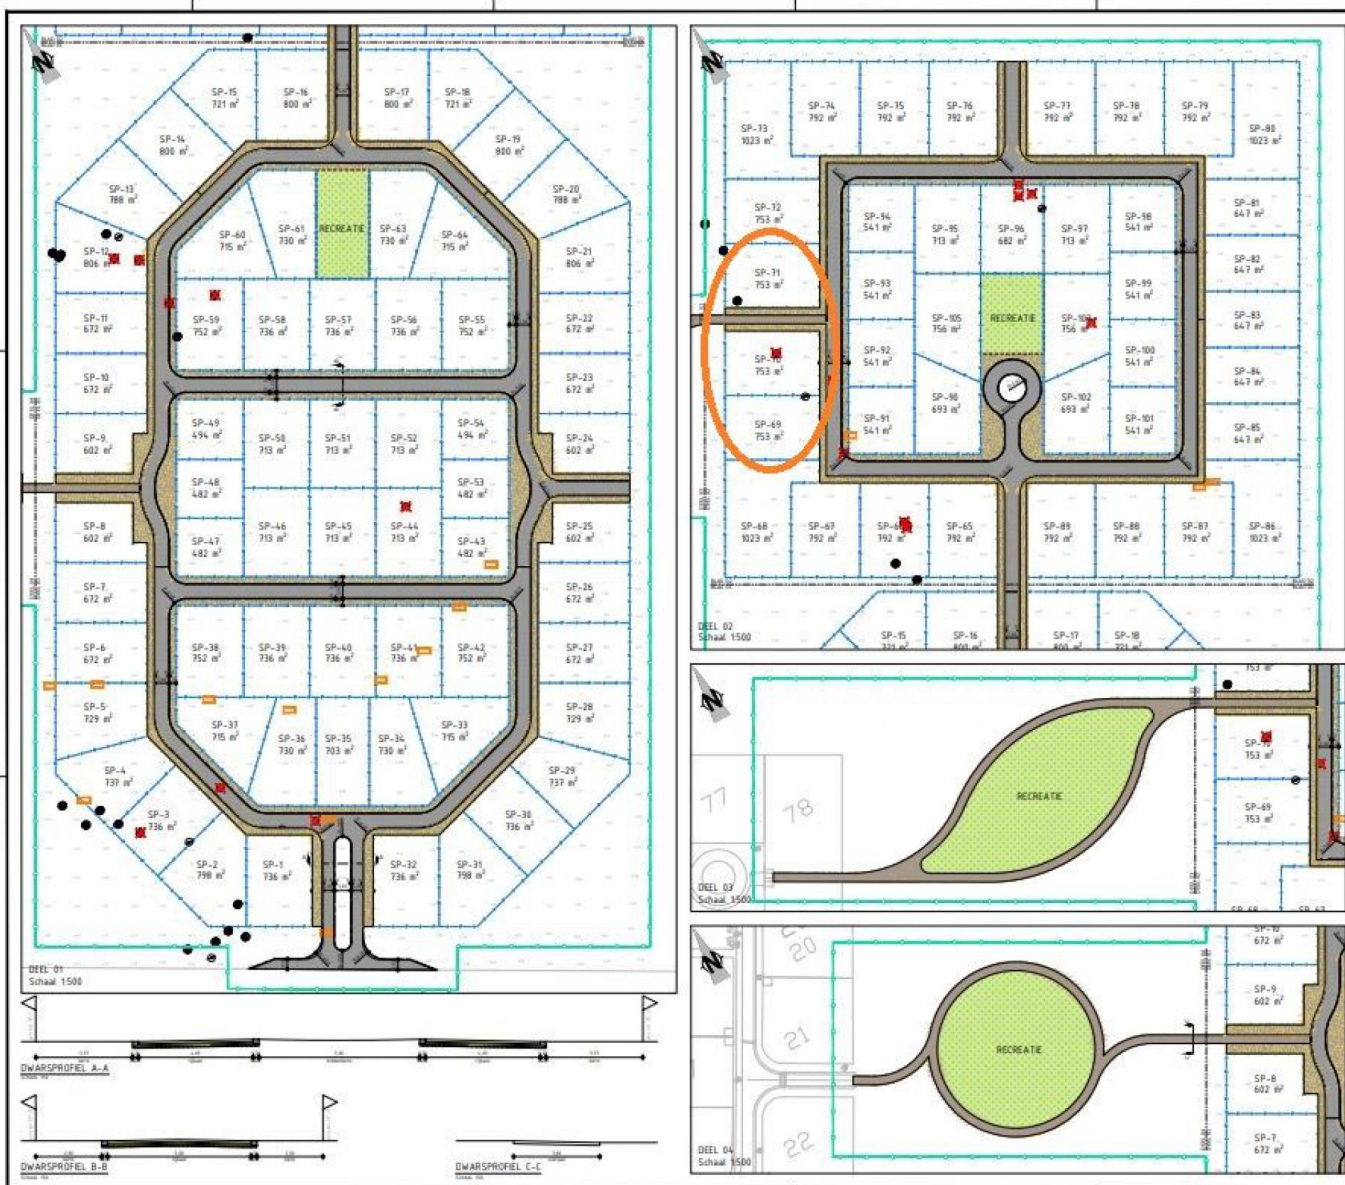 N
SP-15
721 m²
SP-16
800 m²
SP-17
800 m²
SP-18
721 m²
SP-14
800 m²
SP-19
800 m²
SP-13
788 m²
SP-20
788 m²
SP-60
715 m²
SP-61
730 m²
RECREATIE
SP-63
730 m²
SP-64
715 m²
SP-12
806 m²
SP-21
806 m²
SP-11
672 m²
SP-59
752 m²
SP-58
736 m²
SP-57
736 m²
SP-56
736 m²
SP-55
752 m²
SP-22
672 m²
SP-10
672 m²
SP-23
672 m²
SP-9
602 m²
SP-49
494 m²
SP-50
713 m²
SP-51
713 m²
SP-52
713 m²
SP-54
494 m²
SP-24
602 m²
SP-48
482 m²
SP-53
482 m²
SP-8
602 m²
SP-47
482 m²
SP-46
713 m²
SP-45
713 m²
SP-44
713 m²
SP-43
482 m²
SP-25
602 m²
SP-7
672 m²
SP-26
672 m²
SP-6
672 m²
SP-38
752 m²
SP-39
736 m²
SP-40
736 m²
SP-41
736 m²
SP-42
752 m²
SP-27
672 m²
SP-5
729 m²
SP-37
715 m²
SP-36
730 m²
SP-35
703 m²
SP-34
730 m²
SP-33
715 m²
SP-28
729 m²
SP-4
737 m²
SP-29
737 m²
SP-3
736 m²
SP-30
736 m²
SP-2
798 m²
SP-1
736 m²
SP-32
736 m²
SP-31
798 m²
DEEL 01
Schaal 1:500
DWARSPROFIEL A-A
DWARSPROFIEL B-B
DWARSPROFIEL C-C
N
SP-73
1023 m²
SP-74
792 m²
SP-75
792 m²
SP-76
792 m²
SP-77
792 m²
SP-78
792 m²
SP-79
792 m²
SP-80
1023 m²
SP-72
753 m²
SP-81
647 m²
SP-94
541 m²
SP-95
713 m²
SP-96
682 m²
SP-97
713 m²
SP-98
541 m²
SP-71
753 m²
SP-82
647 m²
SP-93
541 m²
SP-99
541 m²
SP-105
756 m²
RECREATIE
756 m²
SP-83
647 m²
SP-70
753 m²
SP-92
541 m²
SP-100
541 m²
SP-84
647 m²
SP-90
693 m²
SP-102
693 m²
SP-69
753 m²
SP-91
541 m²
SP-101
541 m²
SP-85
647 m²
SP-68
1023 m²
SP-67
792 m²
792 m²
SP-65
792 m²
SP-89
792 m²
SP-88
792 m²
SP-87
792 m²
SP-86
1023 m²
SP-15
721 m²
SP-16
800 m²
SP-17
800 m²
SP-18
721 m²
DEEL 02
Schaal 1:500
N
753 m²
753 m²
SP-69
753 m²
77
78
RECREATIE
DEEL 03
Schaal 1:500
N
20
21
22
RECREATIE
SP-10
672 m²
SP-9
602 m²
SP-8
602 m²
SP-7
672 m²
DEEL 04
Schaal 1:500